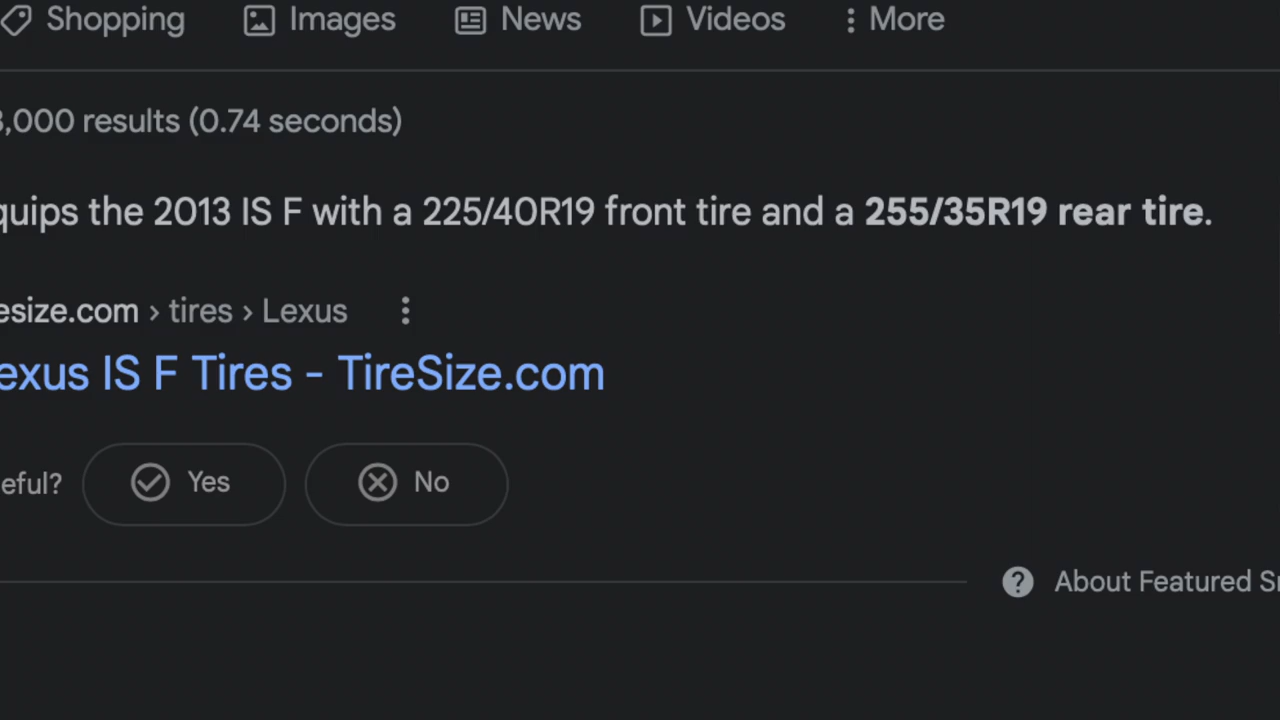 Shopping Images News Videos More
3,000 results (0.74 seconds)
quips the 2013 IS F with a 225/40R19 front tire and a 255/35R19 rear tire.
esize.com › tires › Lexus
exus IS F Tires - TireSize.com
eful? Yes No
About Featured Sn